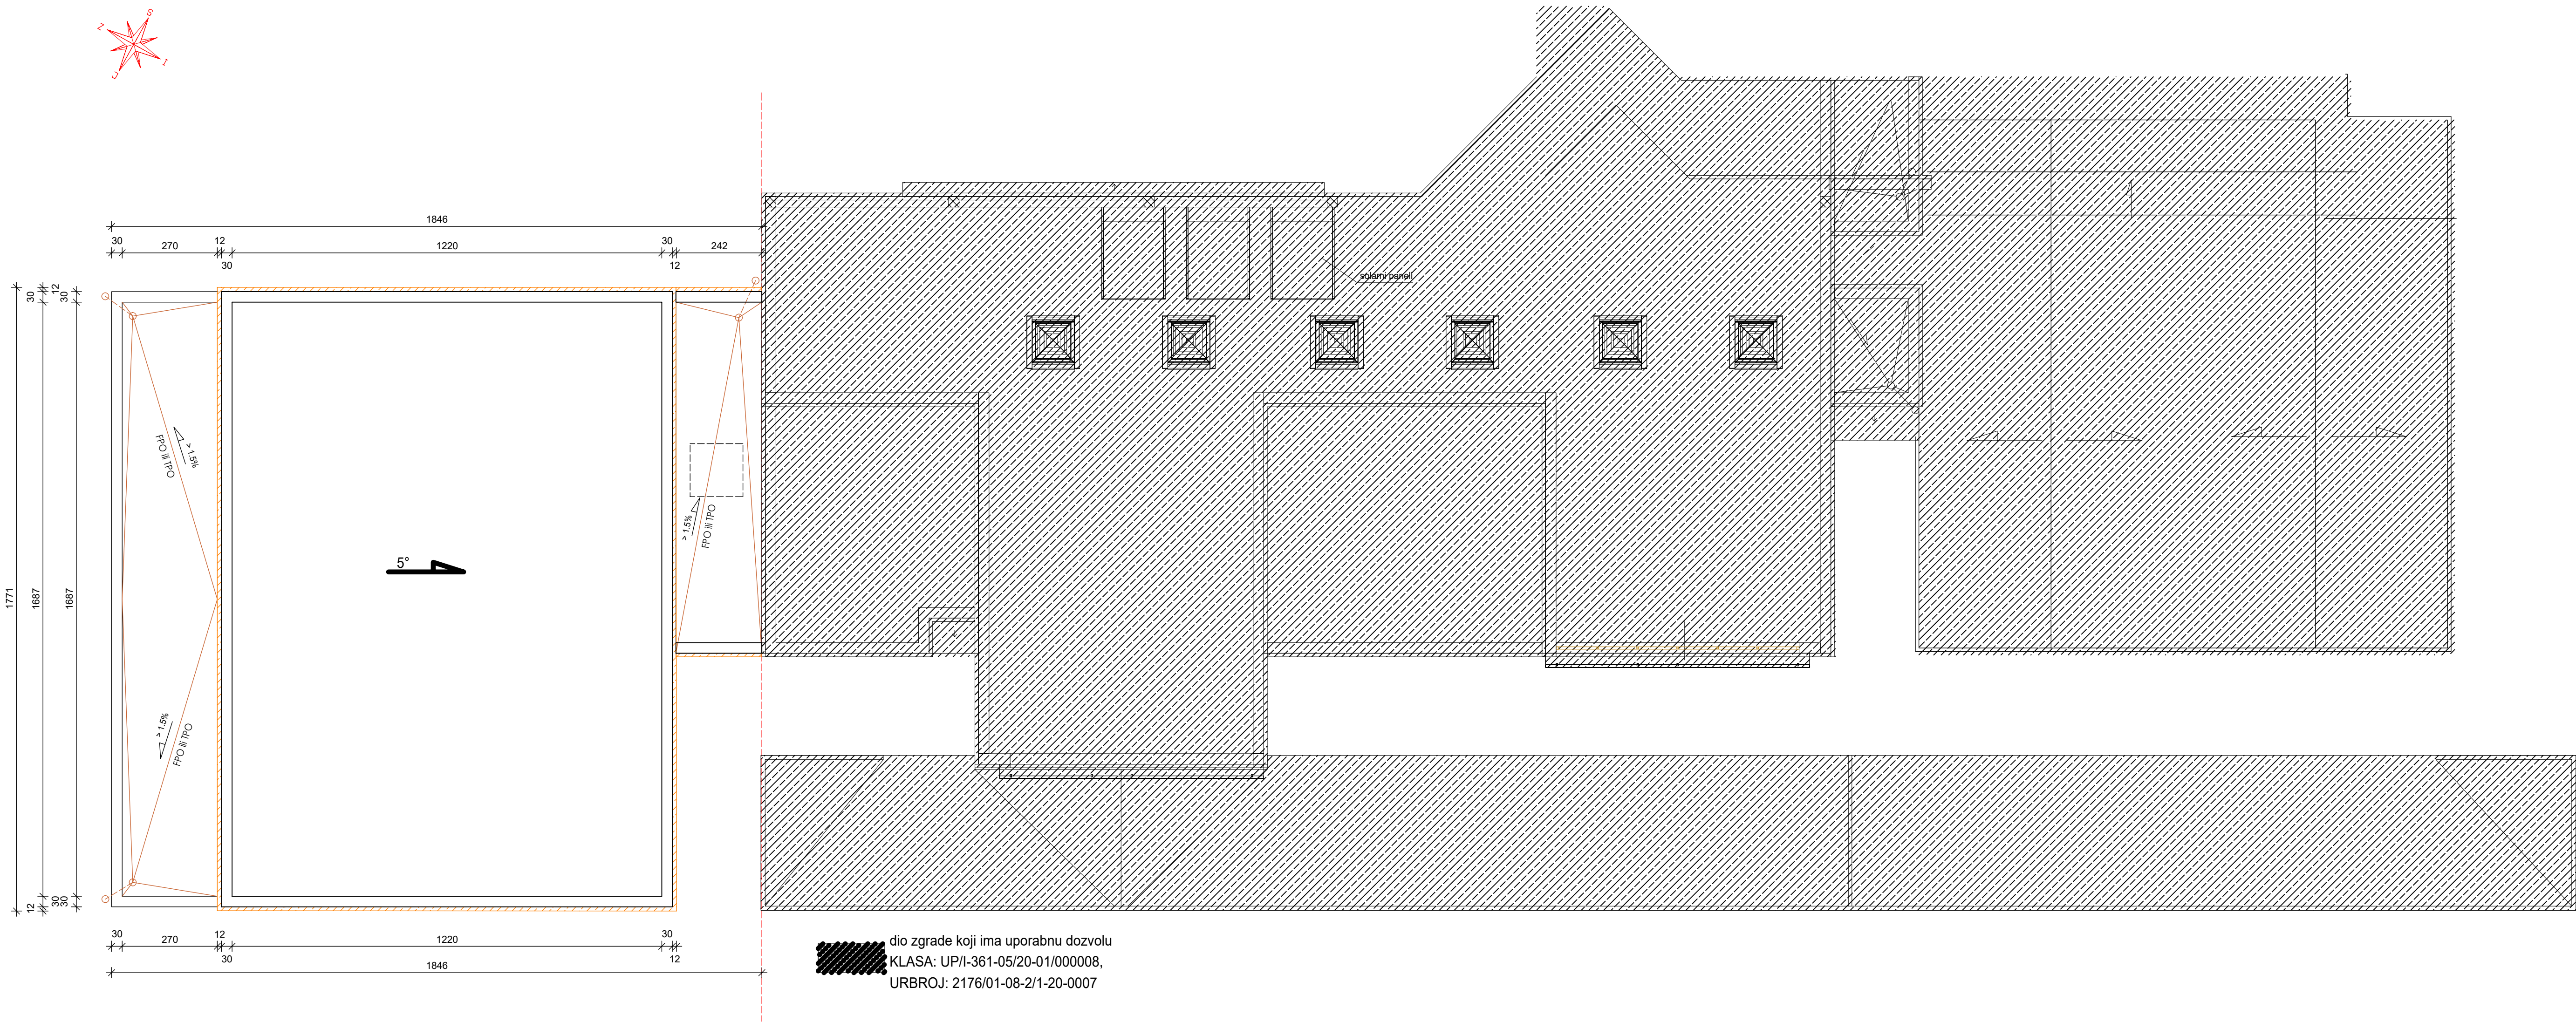 S
Z
I
J
1846
30
270
12
1220
30
242
30
12
12
30
30
1771
1687
1687
solarni paneli
> 1.5%
FPO ili TPO
> 1.5%
FPO ili TPO
5°
> 1.5%
FPO ili TPO
30
30
12
30
270
12
1220
30
30
12
1846
dio zgrade koji ima uporabnu dozvolu
KLASA: UP/I-361-05/20-01/000008,
URBROJ: 2176/01-08-2/1-20-0007